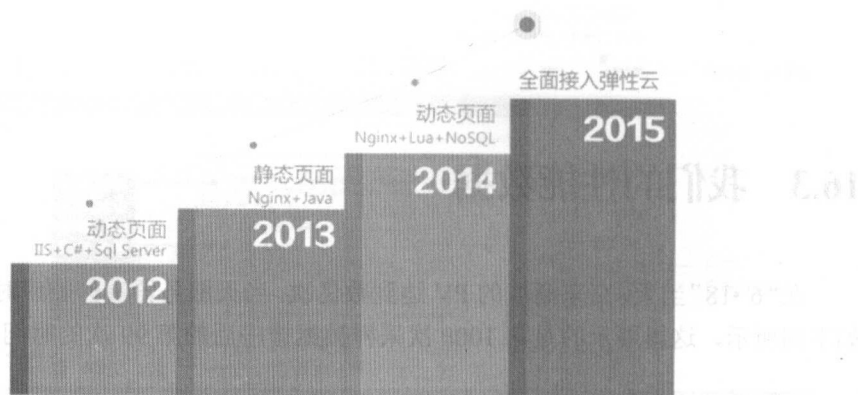 全面接入弹性云
2015
动态页面
Nginx+Lua+NoSQL
2014
静态页面
Nginx+Java
2013
动态页面
IIS+C#+Sql Server
2012